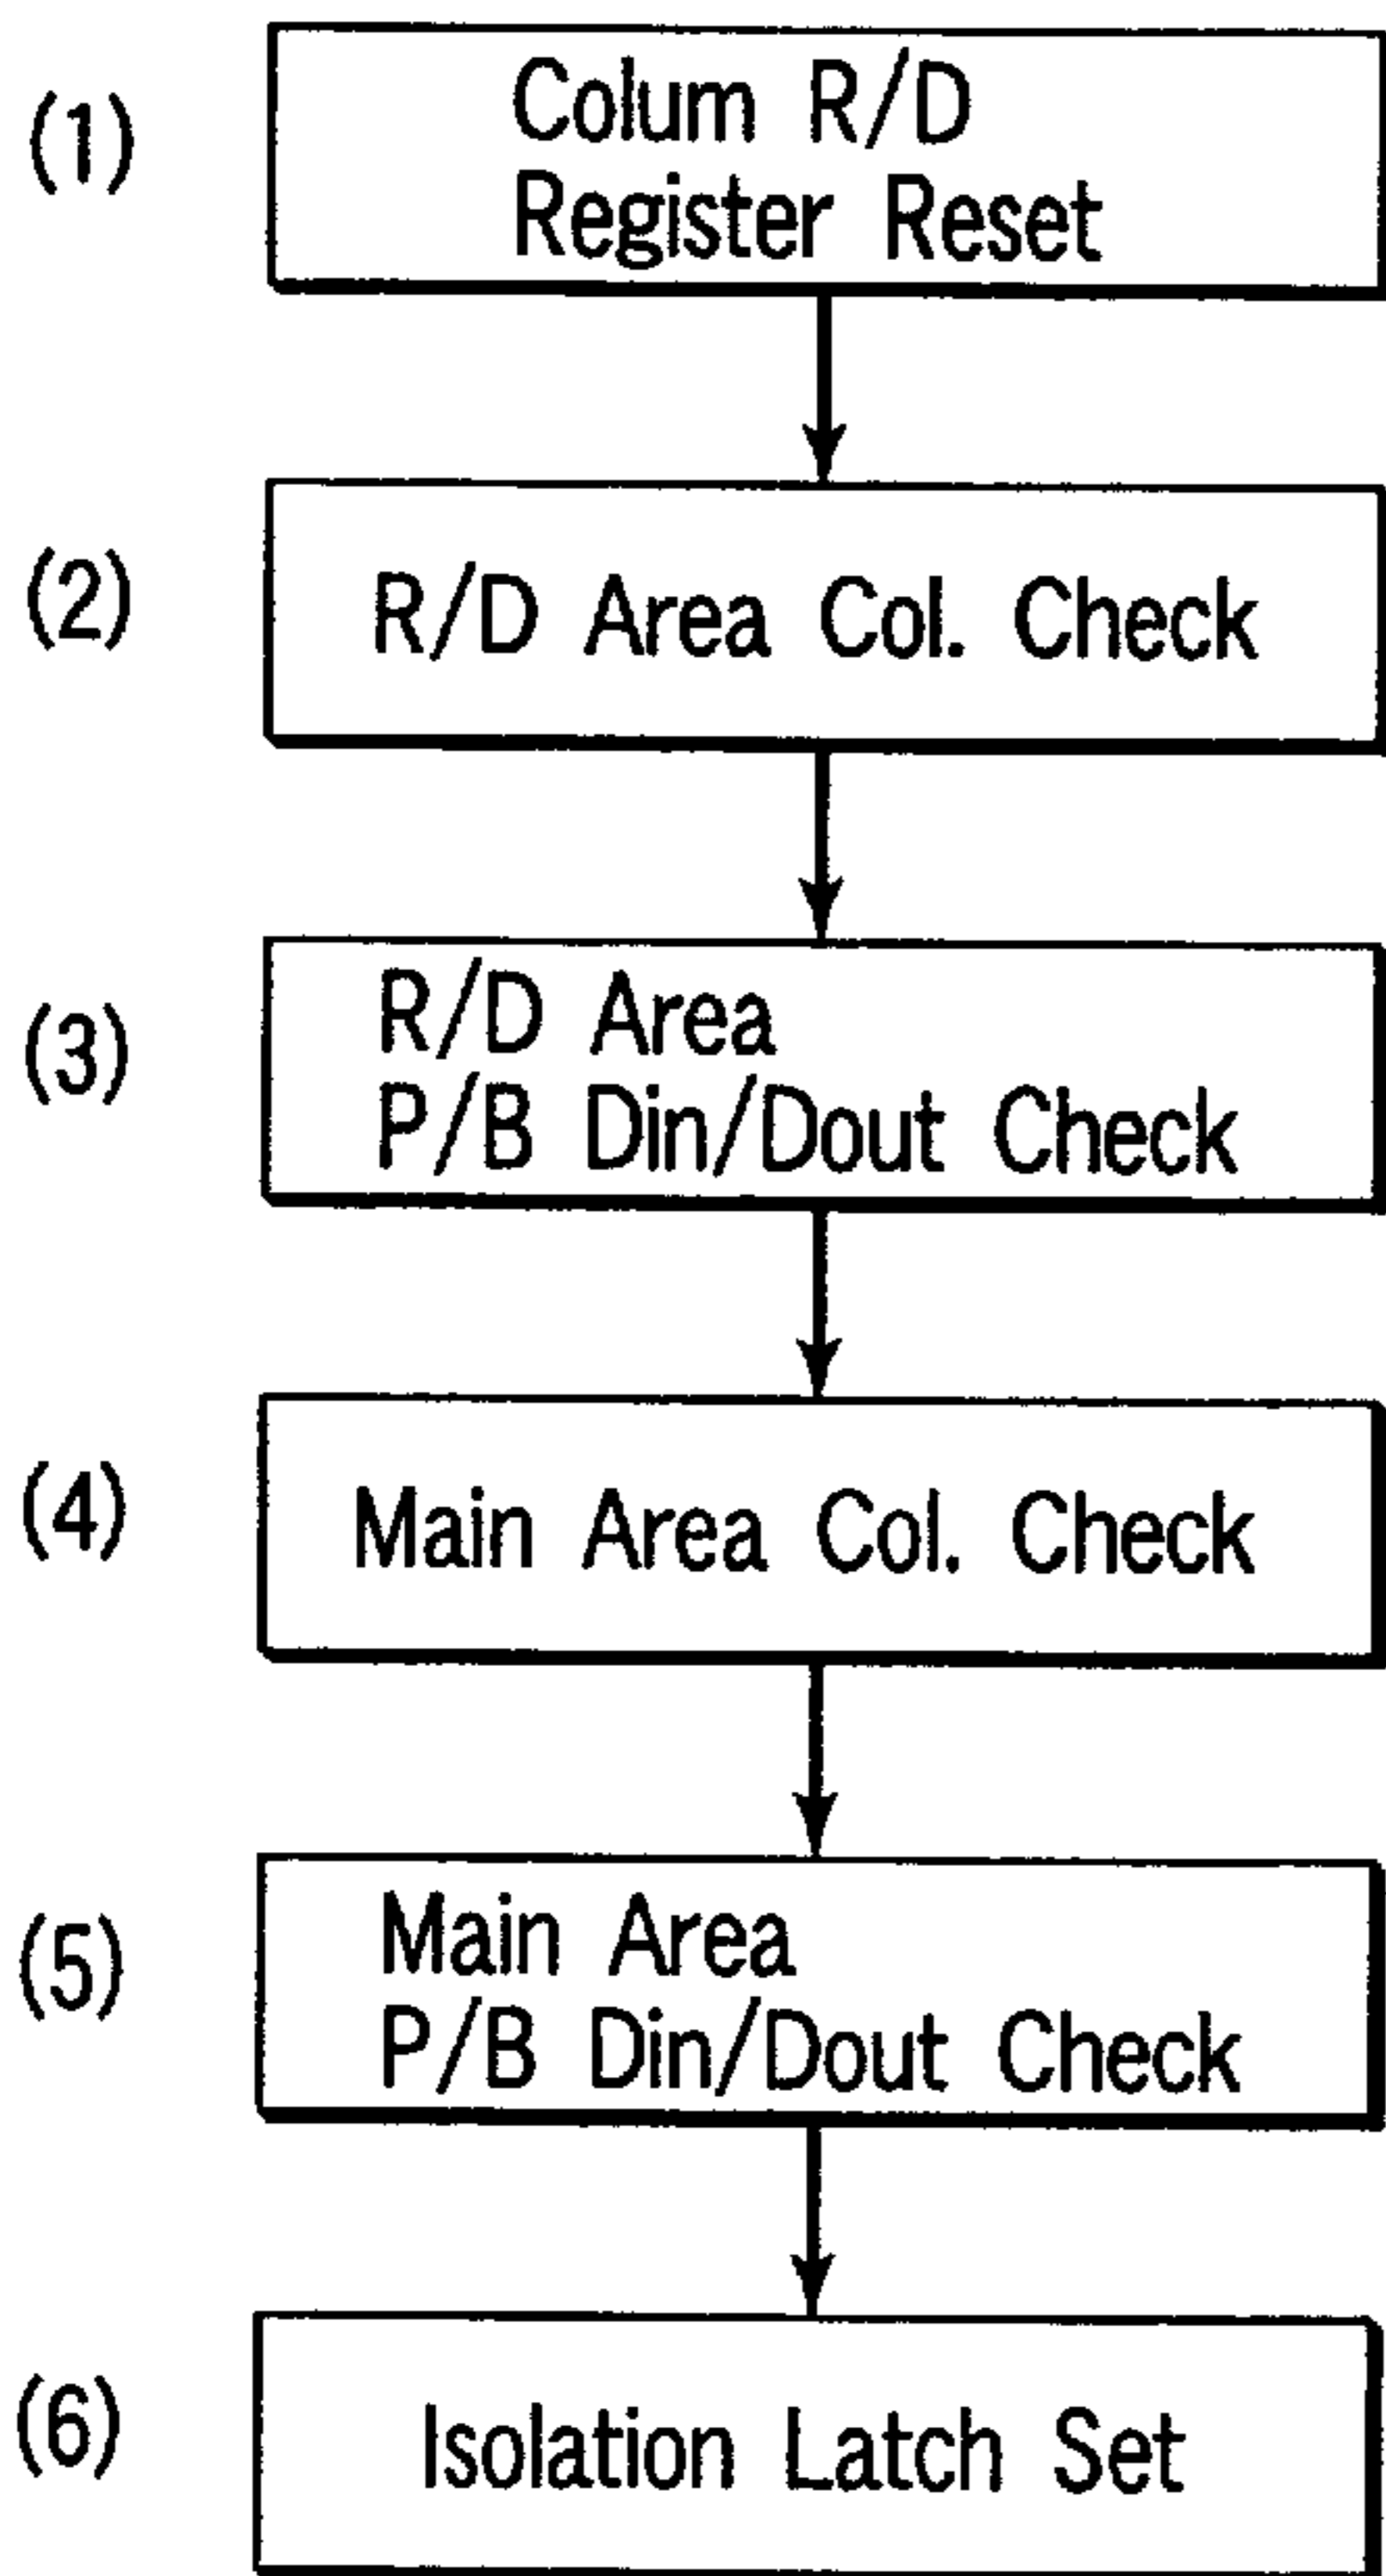 (1)
Colum R/D
Register Reset
(2)
R/D Area Col. Check
(3)
R/D Area
P/B Din/Dout Check
(4)
Main Area Col. Check
(5)
Main Area
P/B Din/Dout Check
(6)
Isolation Latch Set